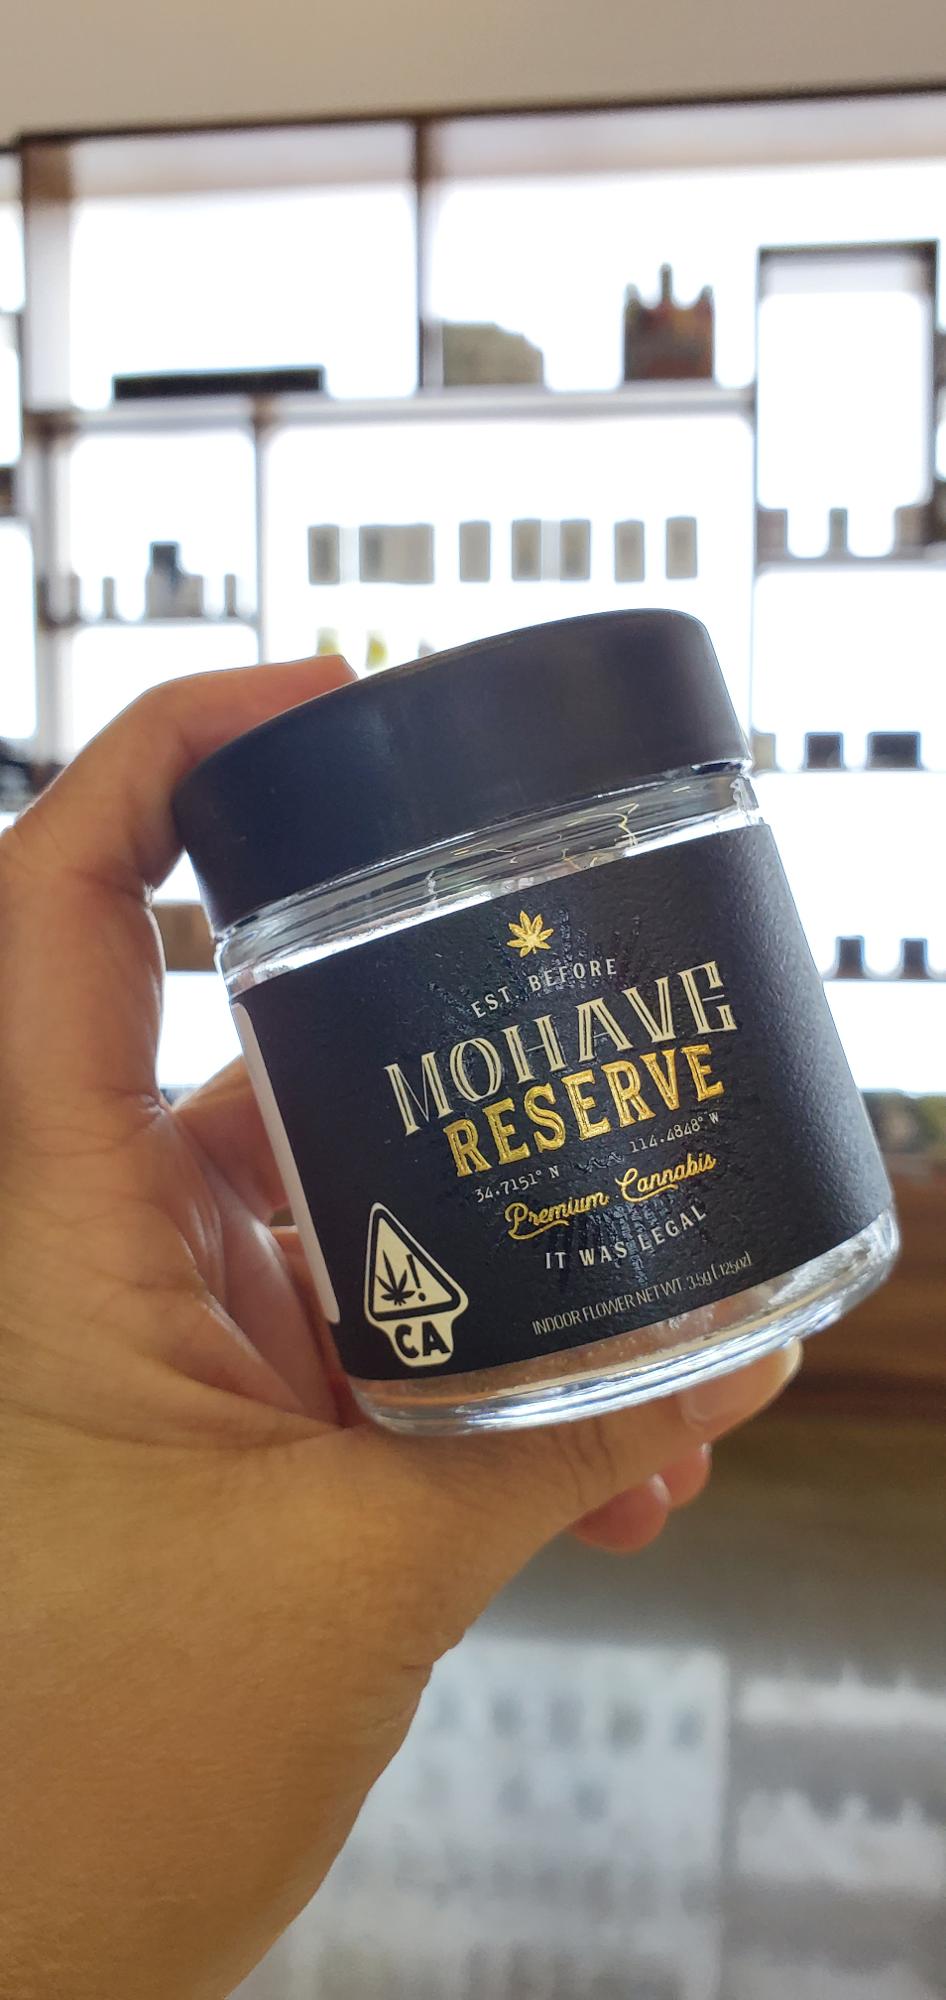 EST BEFORE
MOHAVE
RESERVE
34.7151° N 114.4848° W
Premium Cannabis
IT WAS LEGAL
INDOOR FLOWER NET WT. 3.5g (.125oz)
!
CA